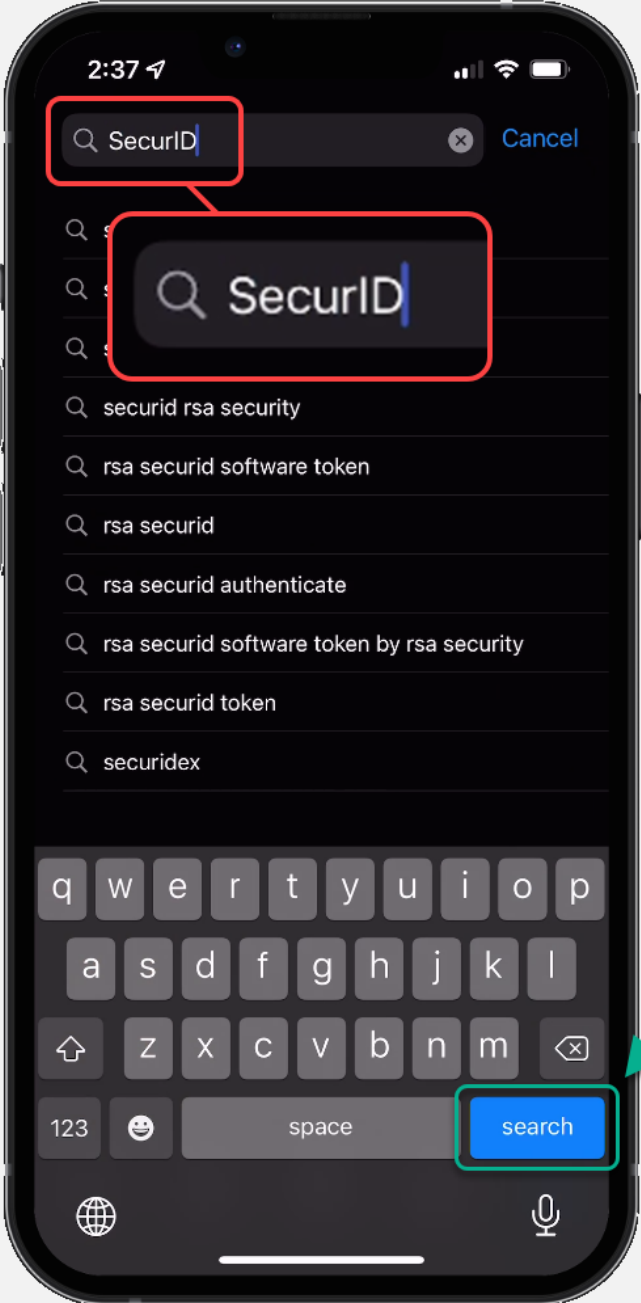 2:37
SecurID
Cancel
SecurID
securid rsa security
rsa securid software token
rsa securid
rsa securid authenticate
rsa securid software token by rsa security
rsa securid token
securidex
q w e r t y u i o p
a s d f g h j k l
z x c v b n m
123 space search